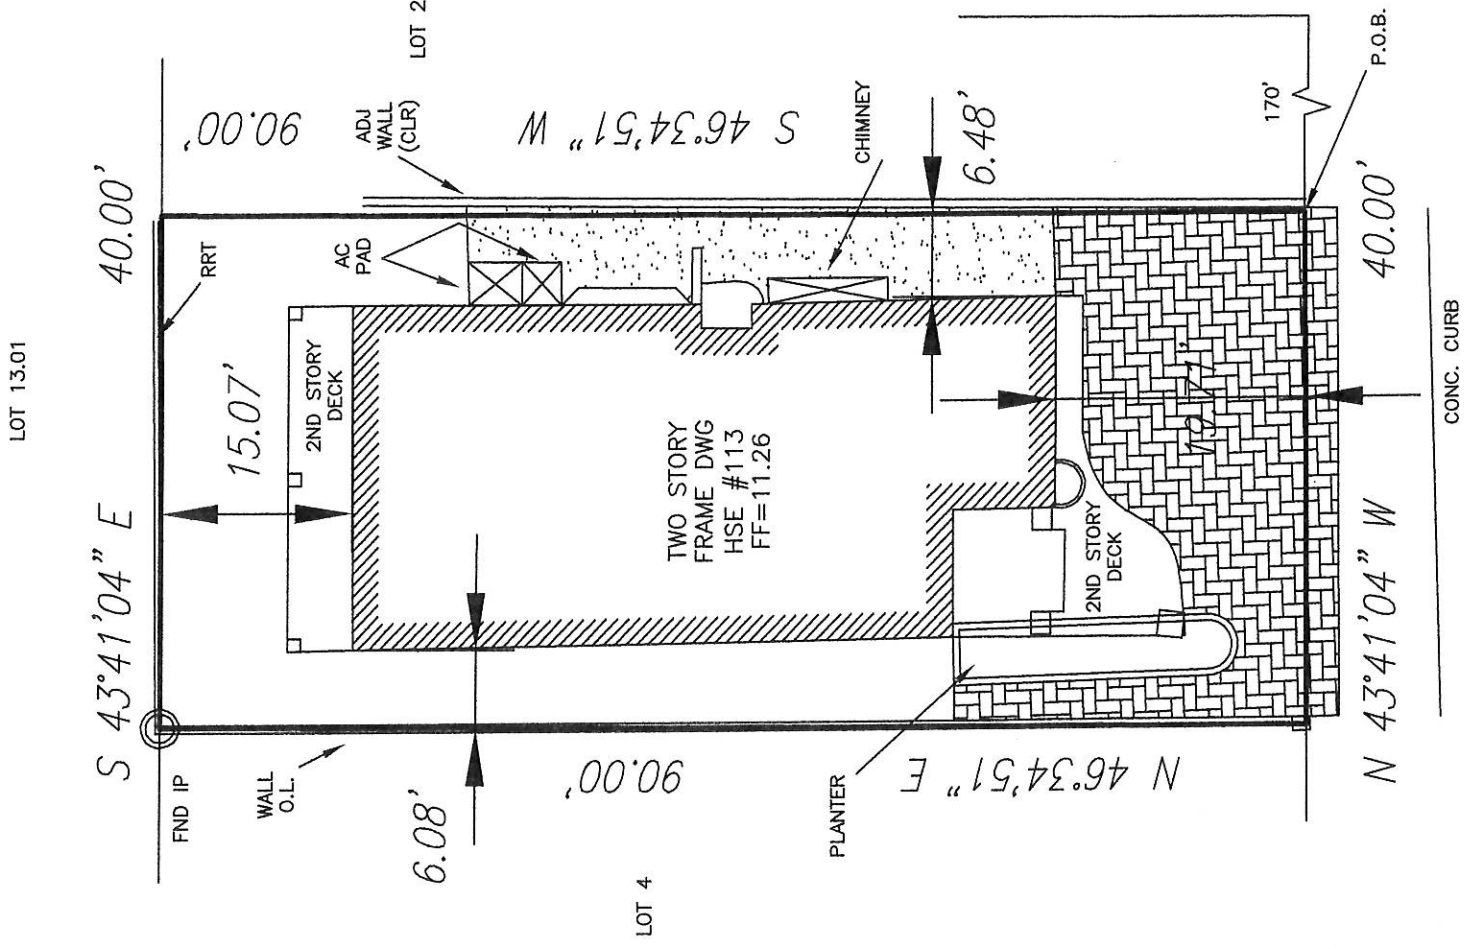 LOT 13.01
LOT 2
S 43°41'04" E
40.00'
RRT
FND IP
WALL
O.L.
15.07'
2ND STORY
DECK
AC
PAD
ADJ
WALL
(CLR)
90.00'
S 46°34'51" W
CHIMNEY
6.48'
6.08'
LOT 4
90.00'
N 46°34'51" E
TWO STORY
FRAME DWG
HSE #113
FF=11.26
PLANTER
2ND STORY
DECK
170'
P.O.B.
N 43°41'04" W
40.00'
CONC. CURB